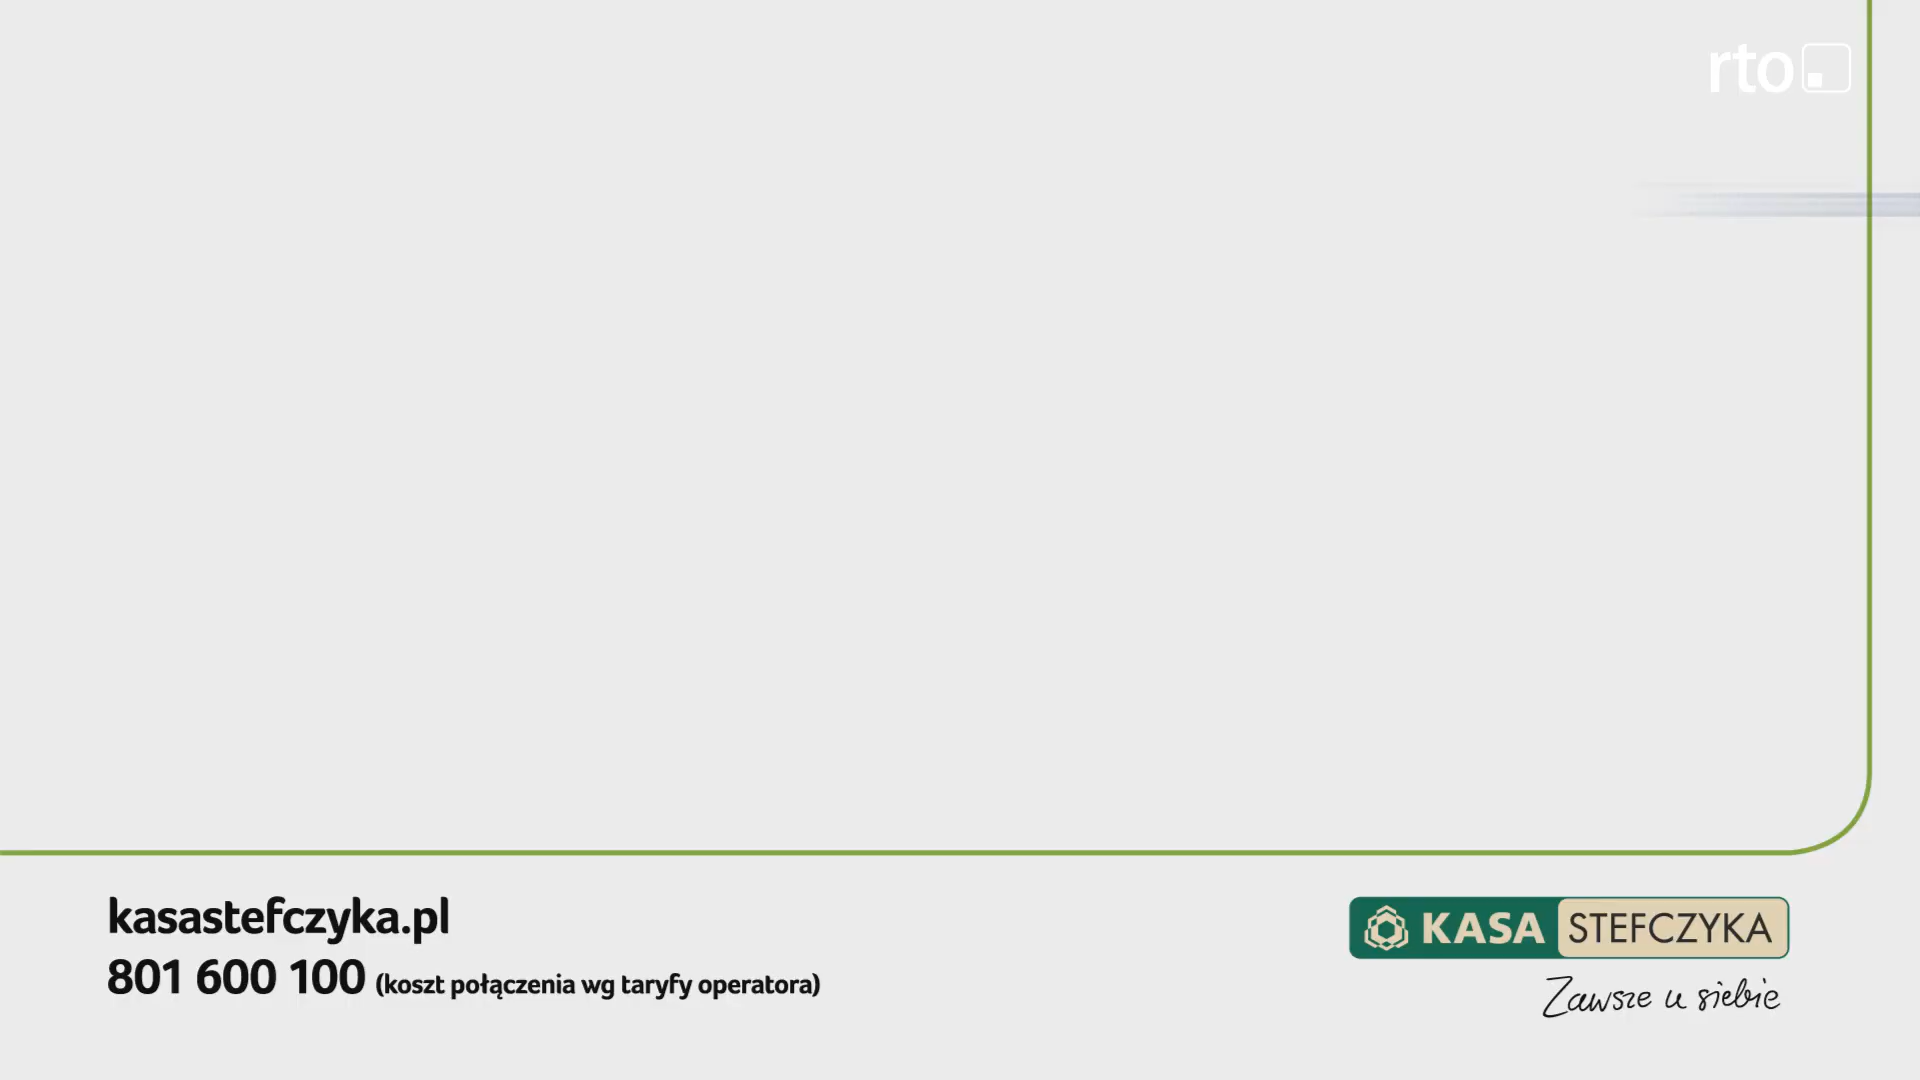 rto
kasastefczyka.pl
801 600 100 (koszt połączenia wg taryfy operatora)
KASA STEFCZYKA
Zawsze u siebie